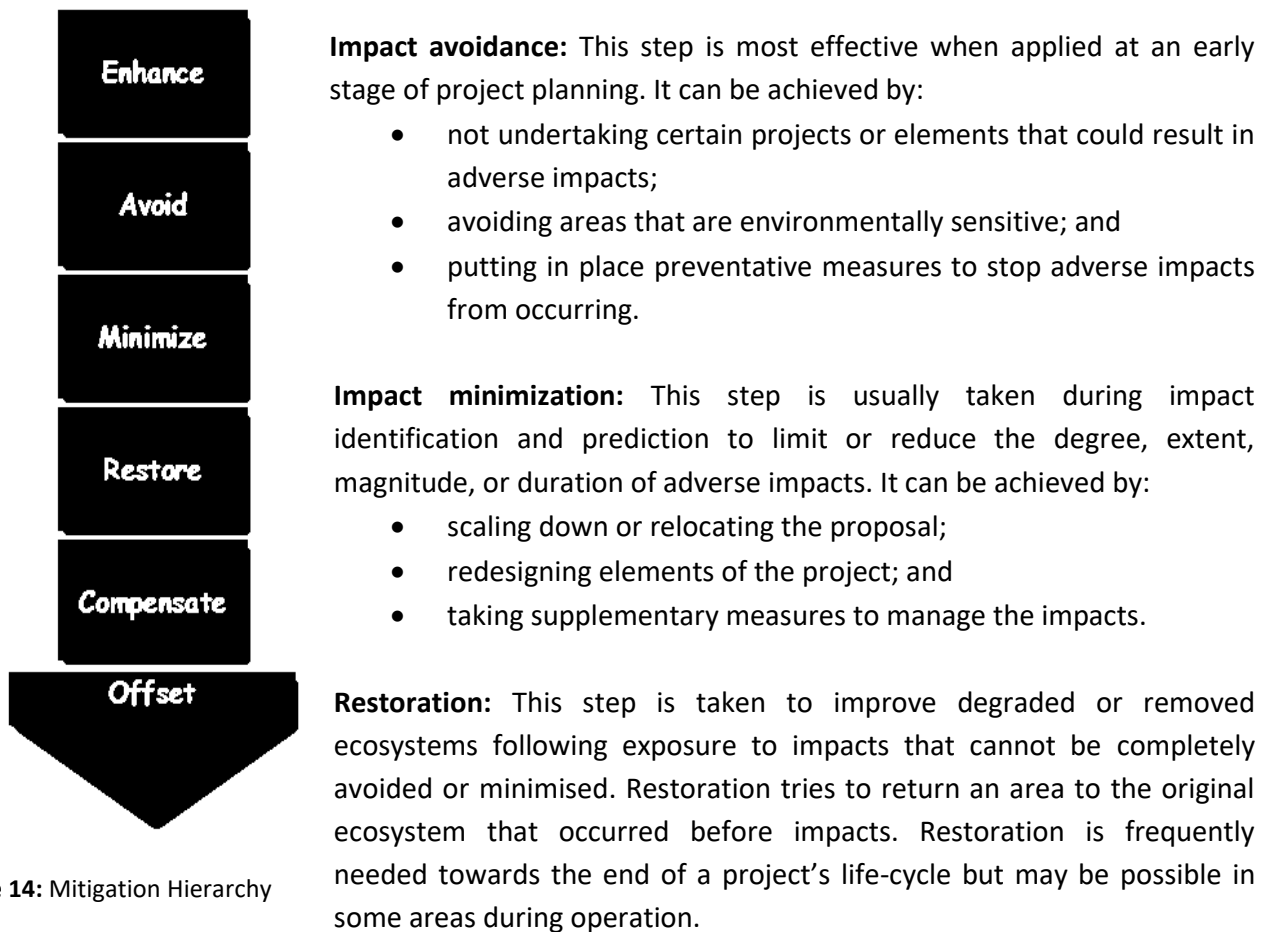 Enhance
Avoid
Minimize
Restore
Compensate
Offset
e 14: Mitigation Hierarchy
Impact avoidance: This step is most effective when applied at an early
stage of project planning. It can be achieved by:
• not undertaking certain projects or elements that could result in
adverse impacts;
• avoiding areas that are environmentally sensitive; and
• putting in place preventative measures to stop adverse impacts
from occurring.
Impact minimization: This step is usually taken during impact
identification and prediction to limit or reduce the degree, extent,
magnitude, or duration of adverse impacts. It can be achieved by:
• scaling down or relocating the proposal;
• redesigning elements of the project; and
• taking supplementary measures to manage the impacts.
Restoration: This step is taken to improve degraded or removed
ecosystems following exposure to impacts that cannot be completely
avoided or minimised. Restoration tries to return an area to the original
ecosystem that occurred before impacts. Restoration is frequently
needed towards the end of a project’s life-cycle but may be possible in
some areas during operation.